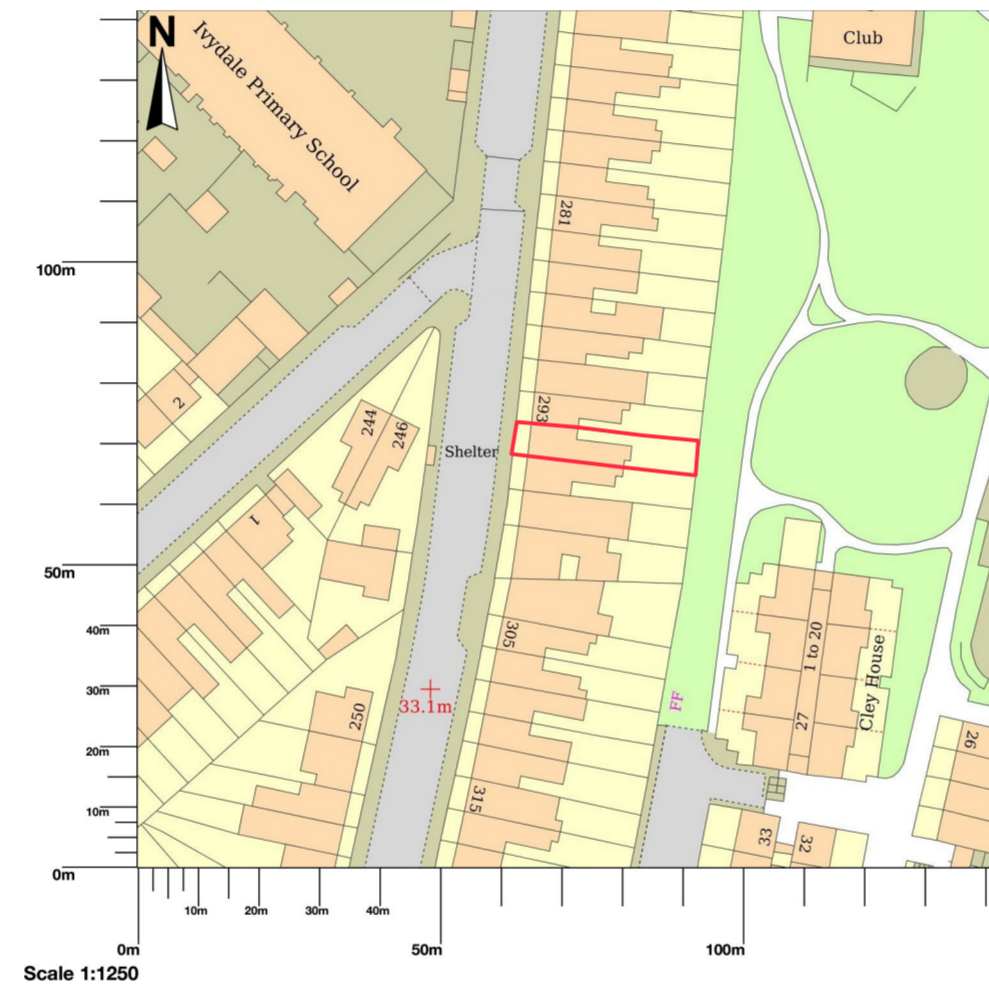 N
Ivydale Primary School
Club
281
100m
293
2
244
246
Shelter
1
50m
40m
305
1 to 20
Cley House
30m
33.1m
FF
250
27
26
20m
315
10m
33
32
0m
10m
20m
30m
40m
0m
50m
100m
Scale 1:1250